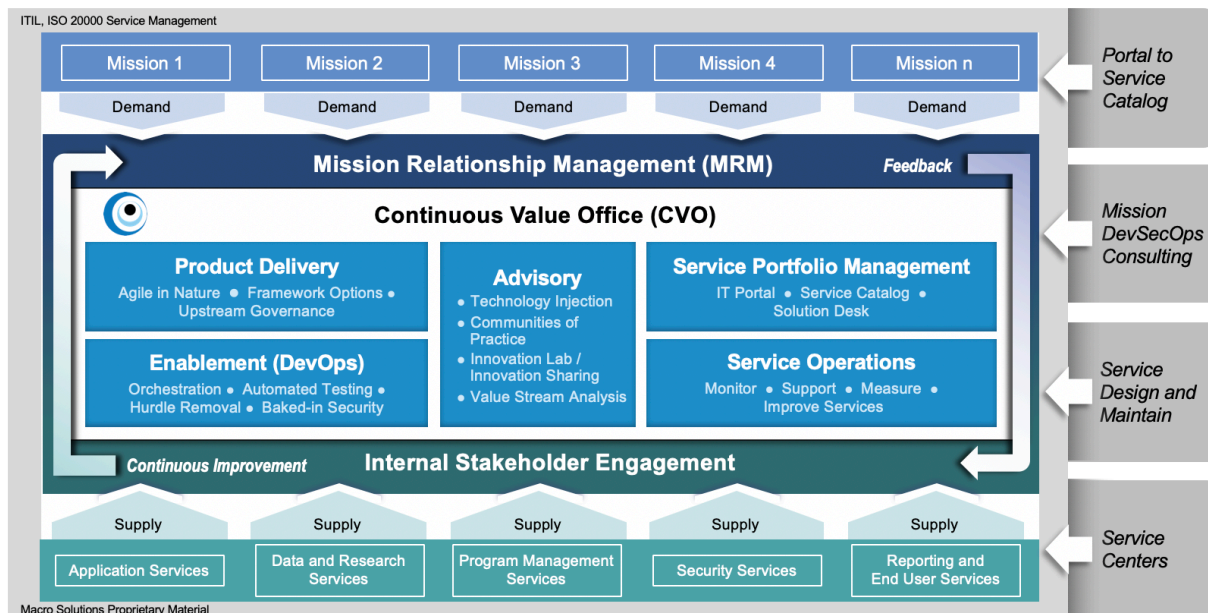 ITIL, ISO 20000 Service Management
Mission 1
Mission 2
Mission 3
Mission 4
Mission n
Demand
Demand
Demand
Demand
Demand
Mission Relationship Management (MRM)
Feedback
Continuous Value Office (CVO)
Product Delivery
Agile in Nature ● Framework Options ●
Upstream Governance
Enablement (DevOps)
Orchestration ● Automated Testing ●
Hurdle Removal ● Baked-in Security
Advisory
● Technology Injection
● Communities of
Practice
● Innovation Lab /
Innovation Sharing
● Value Stream Analysis
Service Portfolio Management
IT Portal ● Service Catalog ●
Solution Desk
Service Operations
Monitor ● Support ● Measure ●
Improve Services
Continuous Improvement
Internal Stakeholder Engagement
Supply
Supply
Supply
Supply
Supply
Application Services
Data and Research
Services
Program Management
Services
Security Services
Reporting and
End User Services
Macro Solutions Proprietary Material
Portal to
Service
Catalog
Mission
DevSecOps
Consulting
Service
Design and
Maintain
Service
Centers